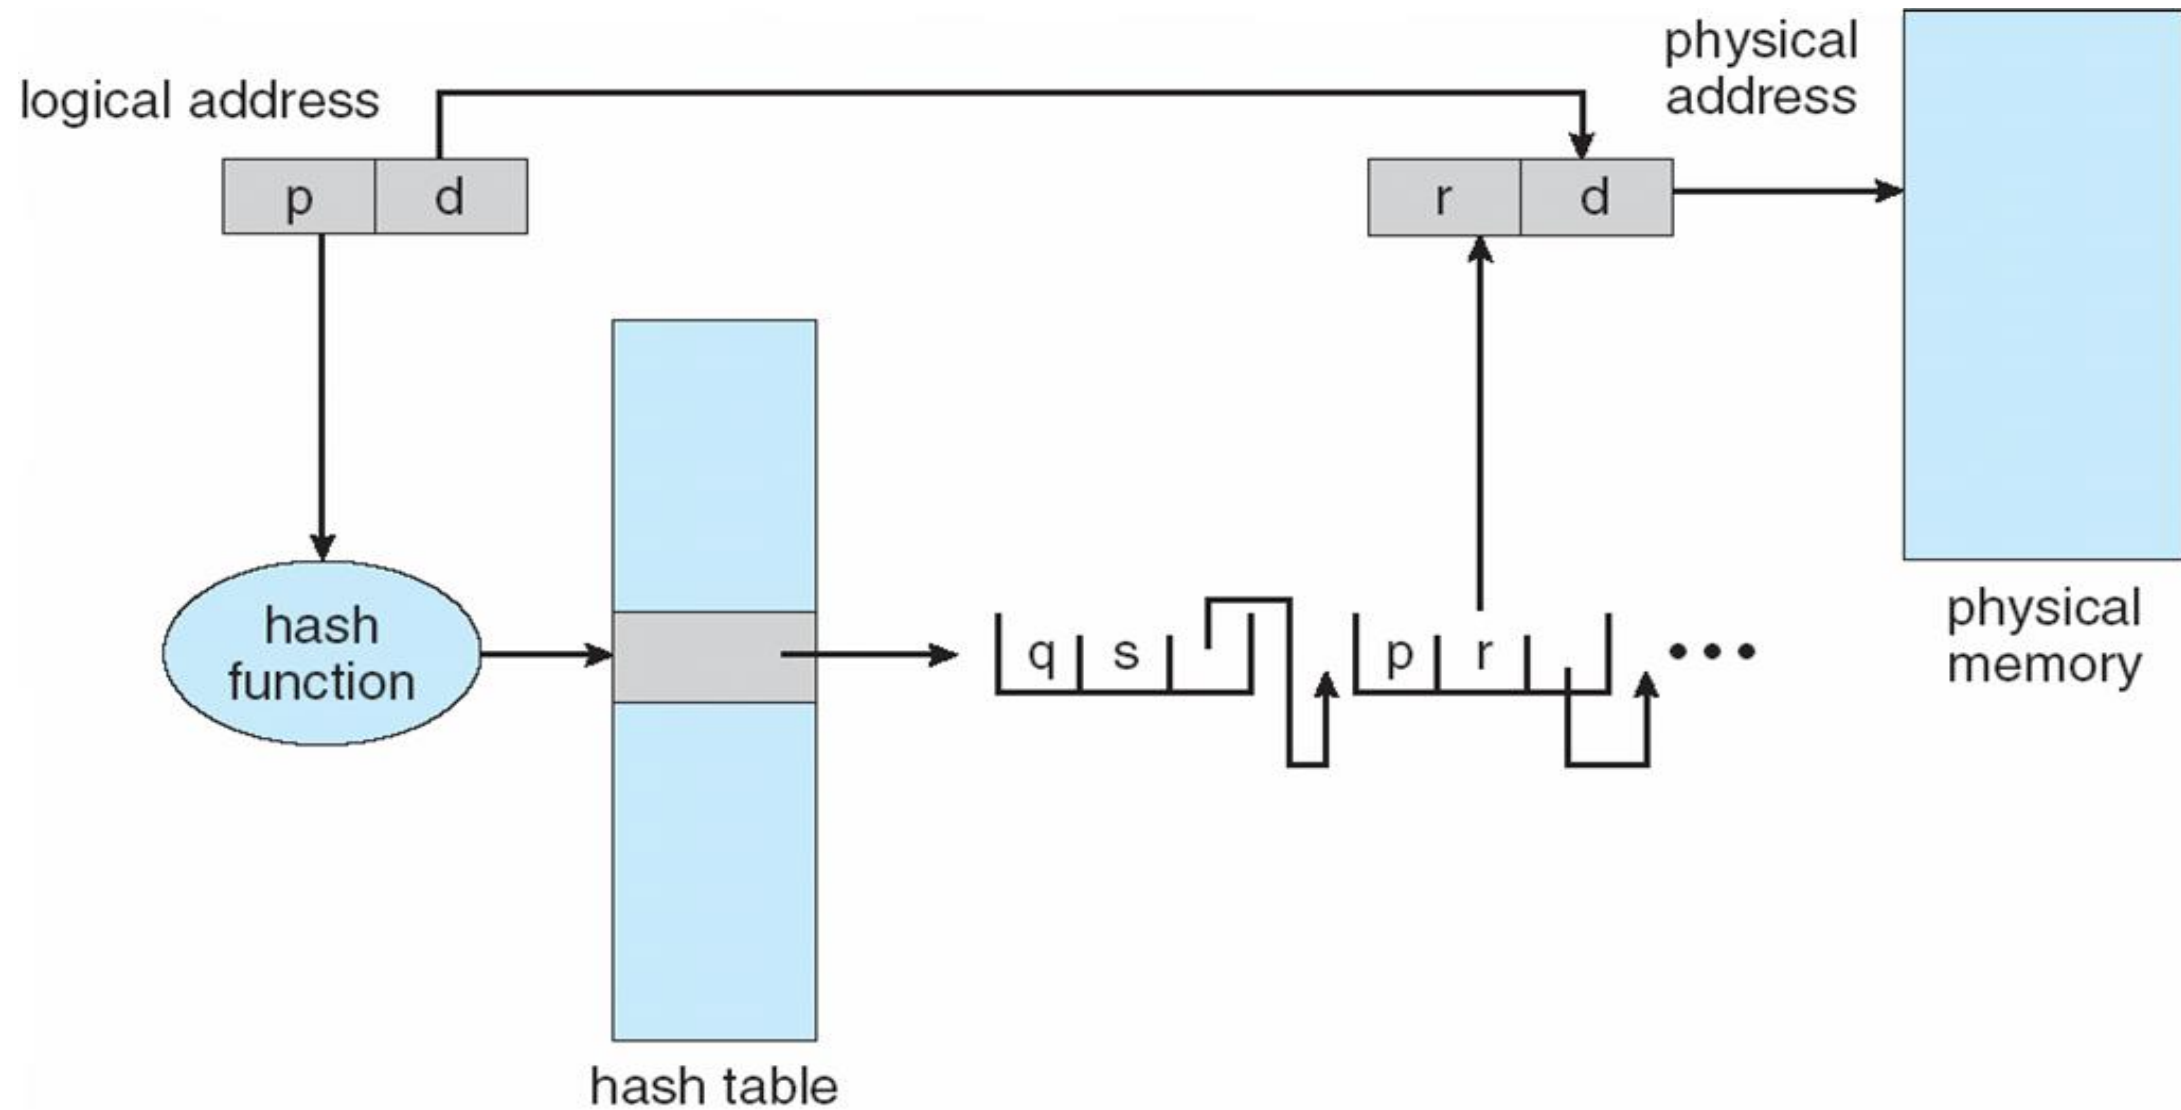 logical address
p
d
physical
address
r
d
hash
function
q
s
p
r
hash table
physical
memory